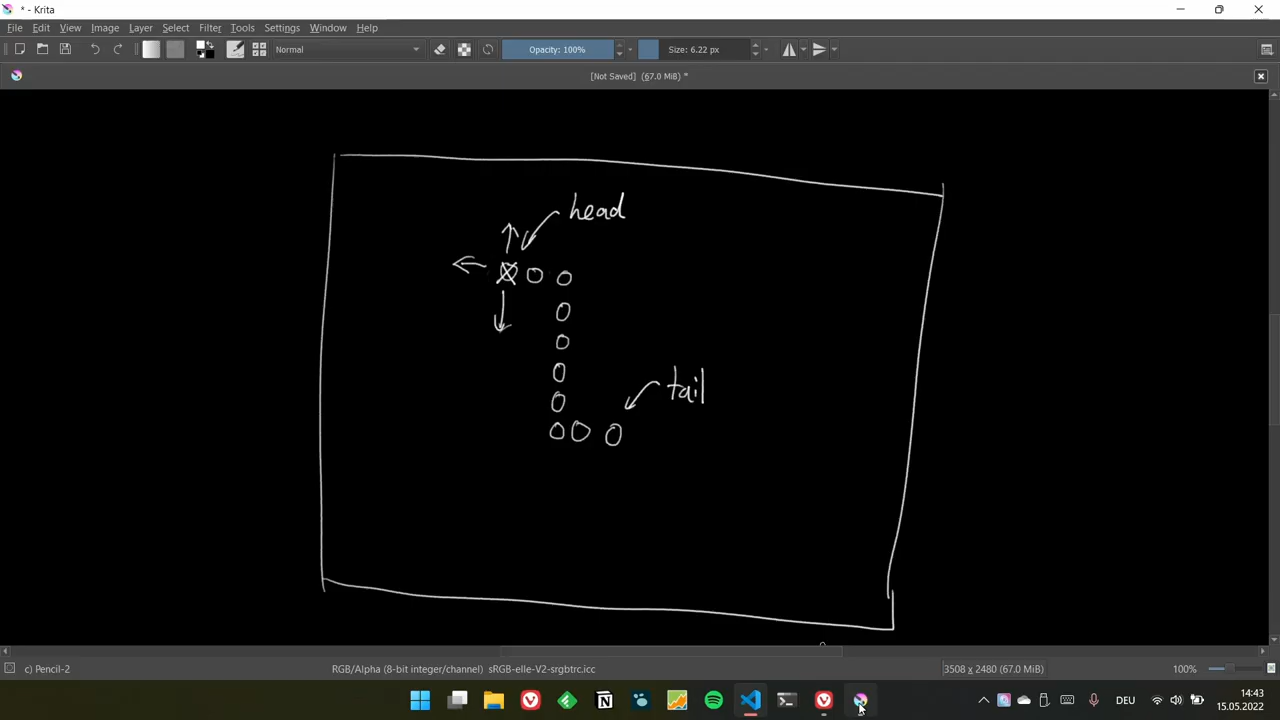 * - Krita
File Edit View Image Layer Select Filter Tools Settings Window Help
Normal Opacity: 100% Size: 6.22 px
[Not Saved] (67.0 MiB) *
head
tail
c) Pencil-2 RGB/Alpha (8-bit integer/channel) sRGB-elle-V2-srgbtrc.icc 3508 x 2480 (67.0 MiB) 100%
DEU 14:43
15.05.2022